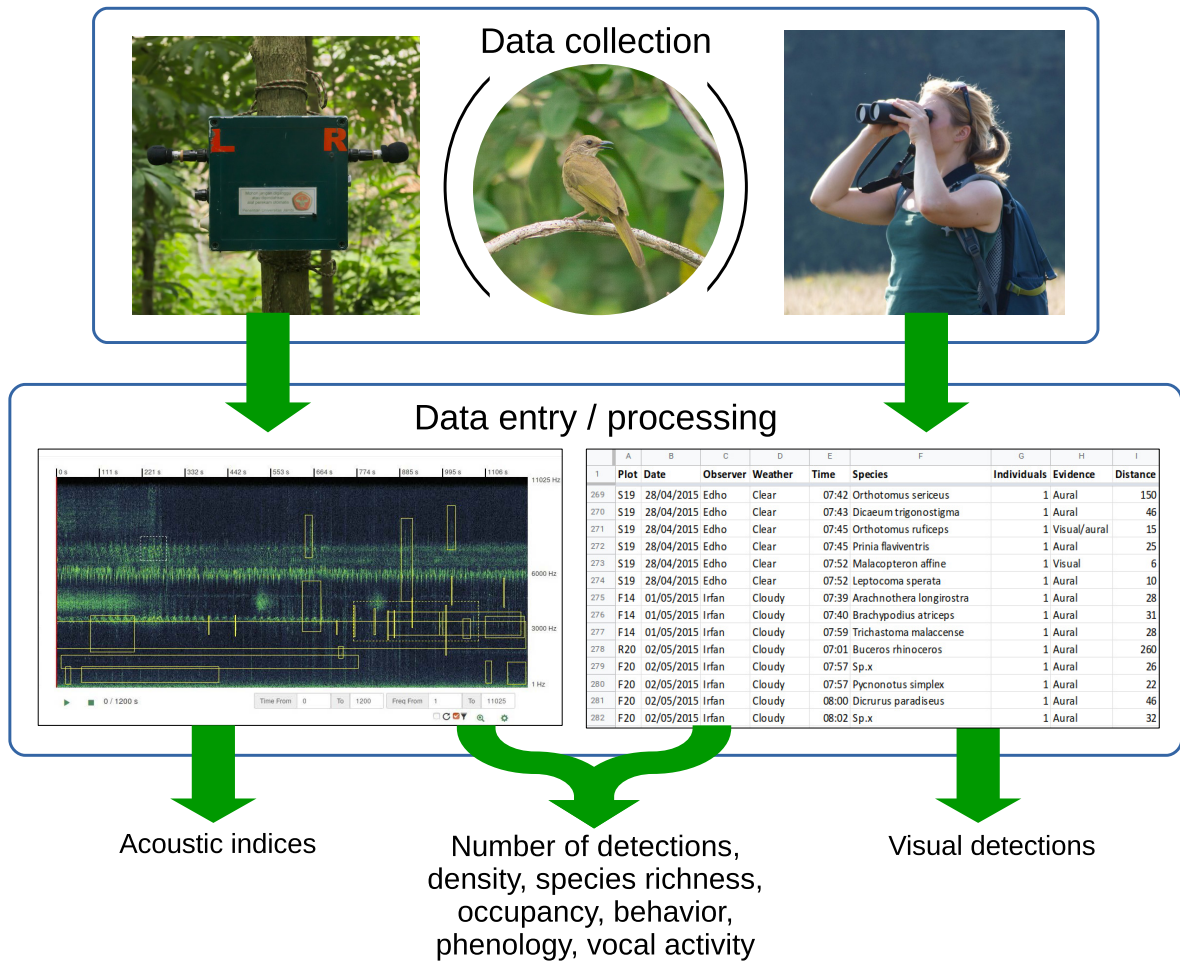 Data collection
L R
Data entry / processing
0 s 111 s 221 s 332 s 442 s 553 s 664 s 774 s 885 s 995 s 1106 s
11025 Hz
6000 Hz
3000 Hz
1 Hz
0 / 1200 s
Time From 0 To 1200 Freq From 1 To 11025
A B C D E F G H I
1 Plot Date Observer Weather Time Species Individuals Evidence Distance
269 S19 28/04/2015 Edho Clear 07:42 Orthotomus sericeus 1 Aural 150
270 S19 28/04/2015 Edho Clear 07:43 Dicaeum trigonostigma 1 Aural 46
271 S19 28/04/2015 Edho Clear 07:45 Orthotomus ruficeps 1 Visual/aural 15
272 S19 28/04/2015 Edho Clear 07:45 Prinia flaviventris 1 Aural 25
273 S19 28/04/2015 Edho Clear 07:52 Malacopteron affine 1 Visual 6
274 S19 28/04/2015 Edho Clear 07:52 Leptocoma sperata 1 Aural 10
275 F14 01/05/2015 Irfan Cloudy 07:39 Arachnothera longirostra 1 Aural 28
276 F14 01/05/2015 Irfan Cloudy 07:40 Brachypodius atriceps 1 Aural 31
277 F14 01/05/2015 Irfan Cloudy 07:59 Trichastoma malaccense 1 Aural 28
278 R20 02/05/2015 Irfan Cloudy 07:01 Buceros rhinoceros 1 Aural 260
279 F20 02/05/2015 Irfan Cloudy 07:57 Sp.x 1 Aural 26
280 F20 02/05/2015 Irfan Cloudy 07:57 Pycnonotus simplex 1 Aural 22
281 F20 02/05/2015 Irfan Cloudy 08:00 Dicrurus paradiseus 1 Aural 46
282 F20 02/05/2015 Irfan Cloudy 08:02 Sp.x 1 Aural 32
Acoustic indices
Number of detections,
density, species richness,
occupancy, behavior,
phenology, vocal activity
Visual detections